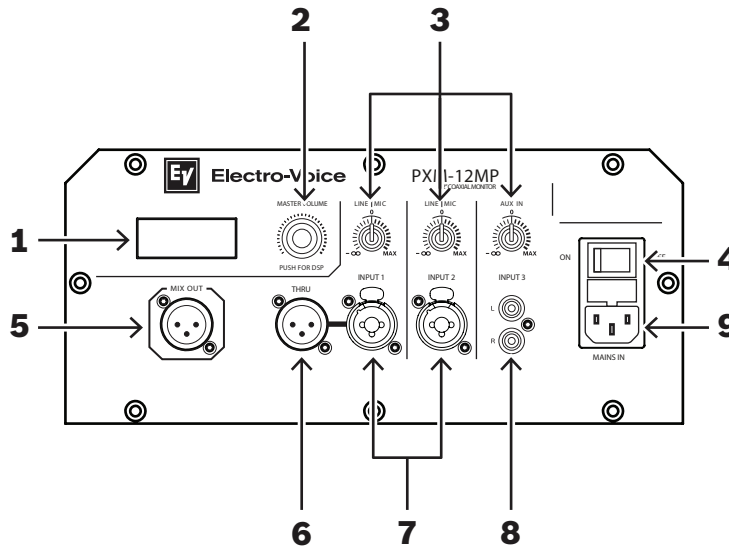 2
3
EV Electro-Voice
PXM-12MP
COAXIAL MONITOR
MASTER VOLUME
LINE MIC
LINE MIC
AUX IN
0
0
0
1
-∞ MAX
-∞ MAX
-∞ MAX
PUSH FOR DSP
ON
4
MIX OUT
THRU
INPUT 1
INPUT 2
INPUT 3
5
L
R
9
MAINS IN
6
7
8